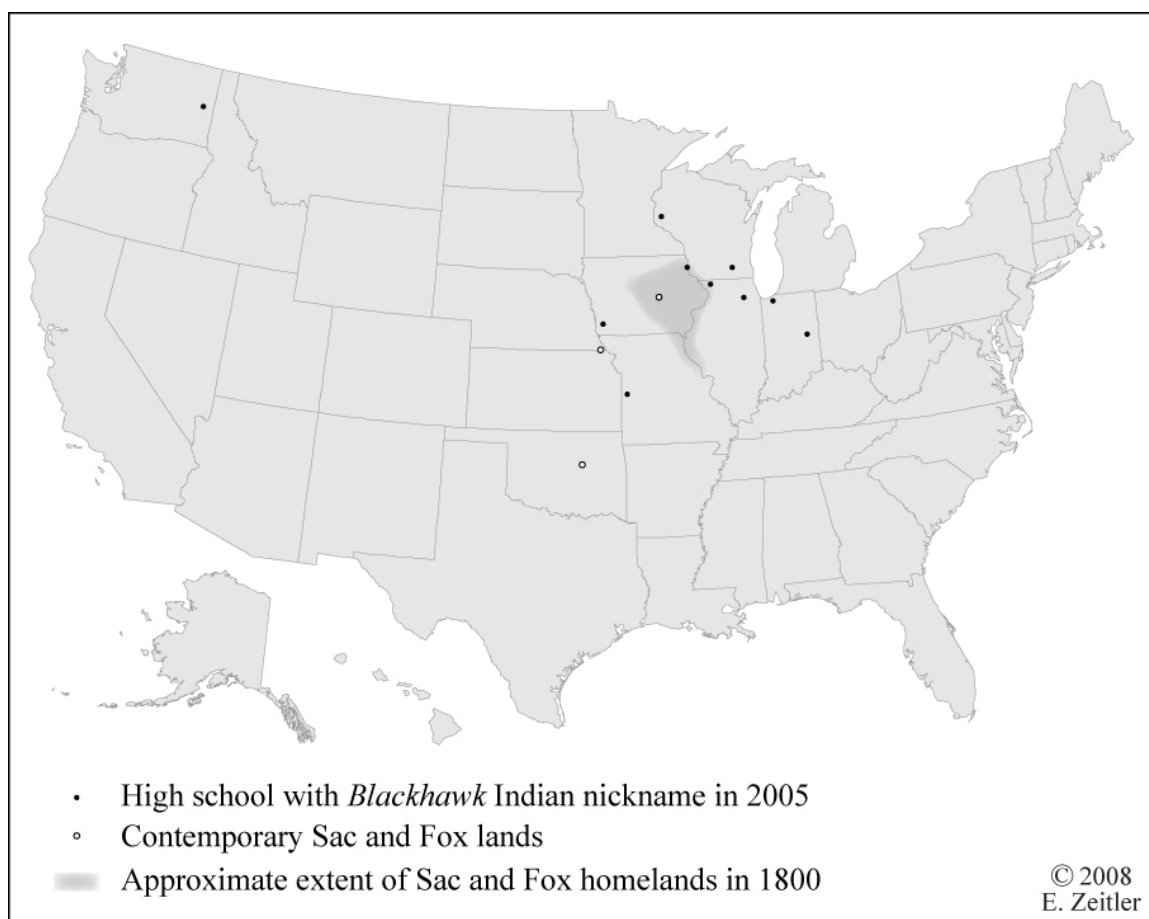 High school with Blackhawk Indian nickname in 2005
Contemporary Sac and Fox lands
Approximate extent of Sac and Fox homelands in 1800
© 2008
E. Zeitler